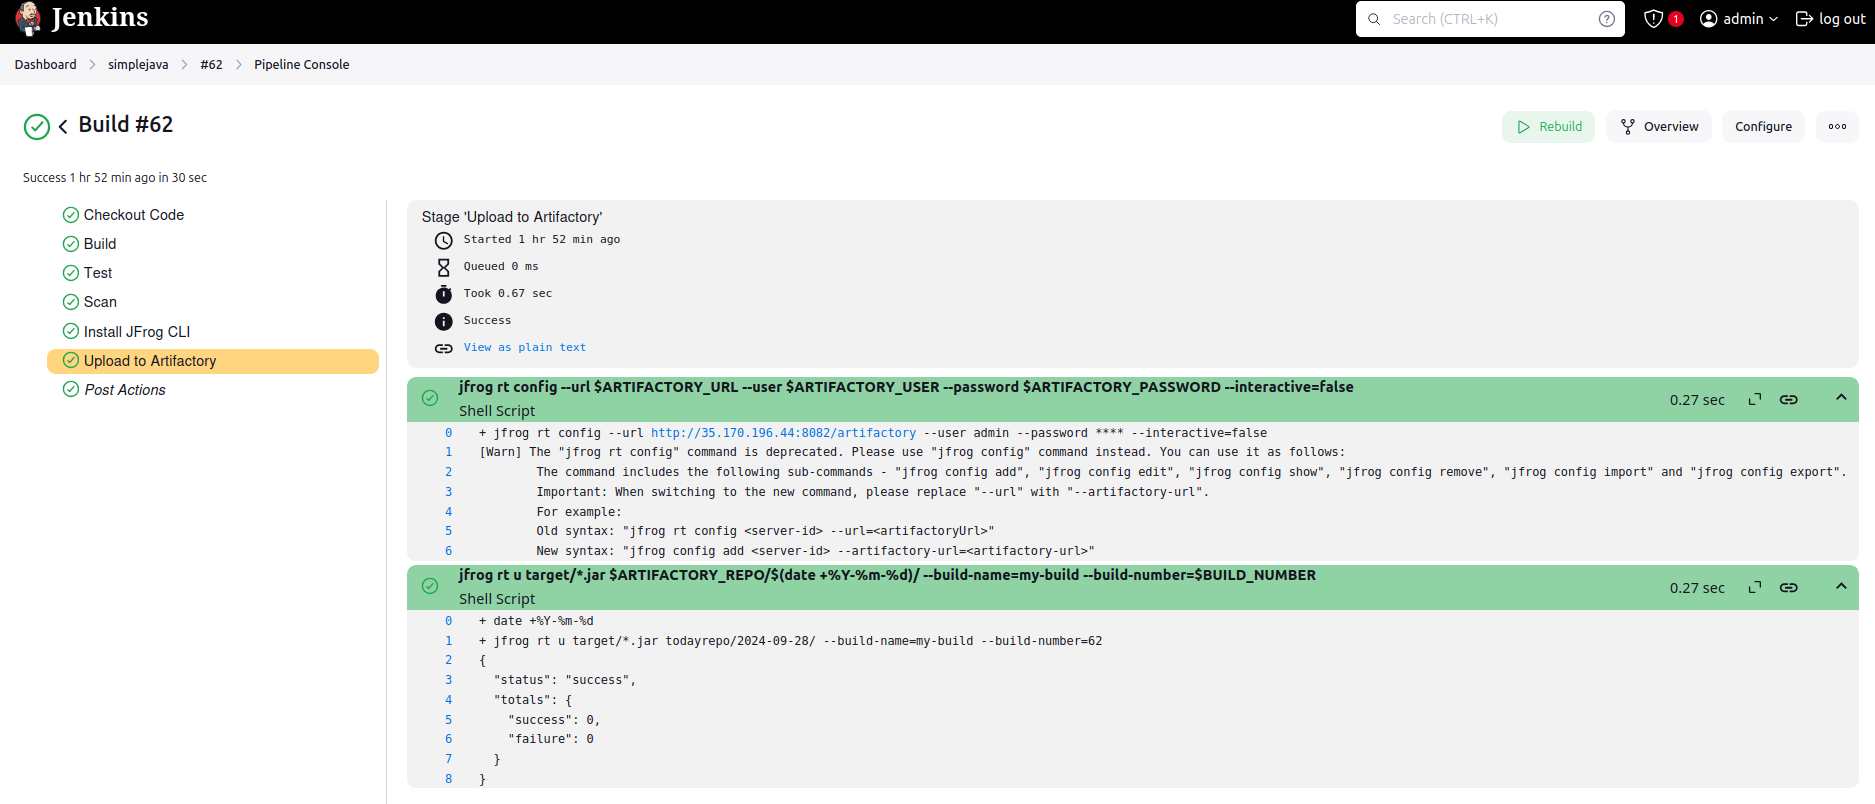 Jenkins
Search (CTRL+K)
?
1
admin
log out
Dashboard
simplejava
#62
Pipeline Console
Build #62
Rebuild
Overview
Configure
Success 1 hr 52 min ago in 30 sec
Checkout Code
Build
Test
Scan
Install JFrog CLI
Upload to Artifactory
Post Actions
Stage 'Upload to Artifactory'
Started 1 hr 52 min ago
Queued 0 ms
Took 0.67 sec
Success
View as plain text
jfrog rt config --url $ARTIFACTORY_URL --user $ARTIFACTORY_USER --password $ARTIFACTORY_PASSWORD --interactive=false
Shell Script
0.27 sec
0 + jfrog rt config --url http://35.170.196.44:8082/artifactory --user admin --password **** --interactive=false
1 [Warn] The "jfrog rt config" command is deprecated. Please use "jfrog config" command instead. You can use it as follows:
2 The command includes the following sub-commands - "jfrog config add", "jfrog config edit", "jfrog config show", "jfrog config remove", "jfrog config import" and "jfrog config export".
3 Important: When switching to the new command, please replace "--url" with "--artifactory-url".
4 For example:
5 Old syntax: "jfrog rt config <server-id> --url=<artifactoryUrl>"
6 New syntax: "jfrog config add <server-id> --artifactory-url=<artifactory-url>"
jfrog rt u target/*.jar $ARTIFACTORY_REPO/$(date +%Y-%m-%d)/ --build-name=my-build --build-number=$BUILD_NUMBER
Shell Script
0.27 sec
0 + date +%Y-%m-%d
1 + jfrog rt u target/*.jar todayrepo/2024-09-28/ --build-name=my-build --build-number=62
2 {
3 "status": "success",
4 "totals": {
5 "success": 0,
6 "failure": 0
7 }
8 }